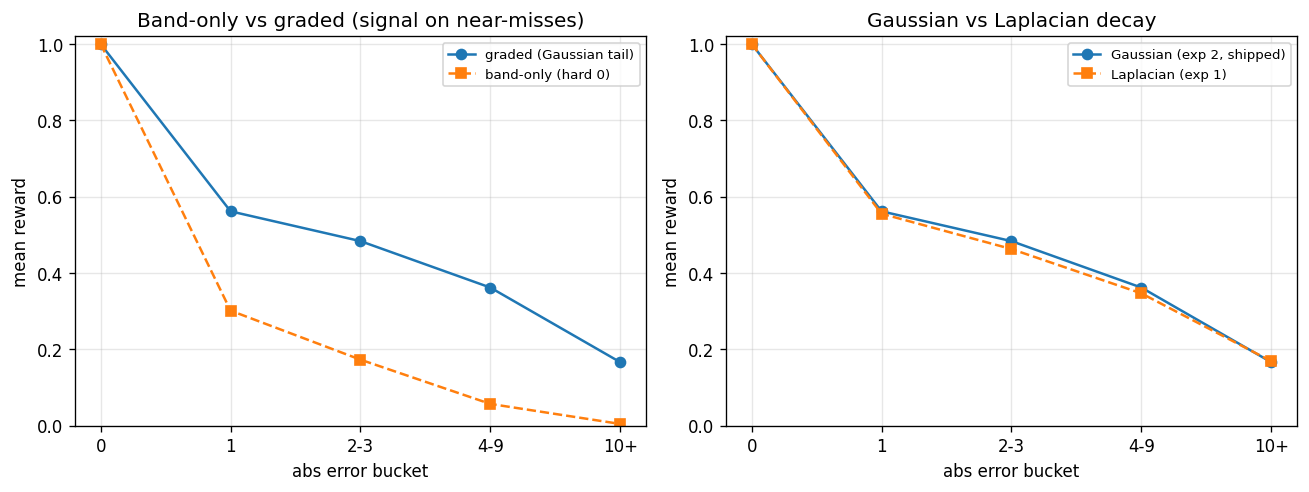 Band-only vs graded (signal on near-misses)
graded (Gaussian tail)
band-only (hard 0)
mean reward
1.0
0.8
0.6
0.4
0.2
0.0
0 1 2-3 4-9 10+
abs error bucket
Gaussian vs Laplacian decay
Gaussian (exp 2, shipped)
Laplacian (exp 1)
mean reward
1.0
0.8
0.6
0.4
0.2
0.0
0 1 2-3 4-9 10+
abs error bucket